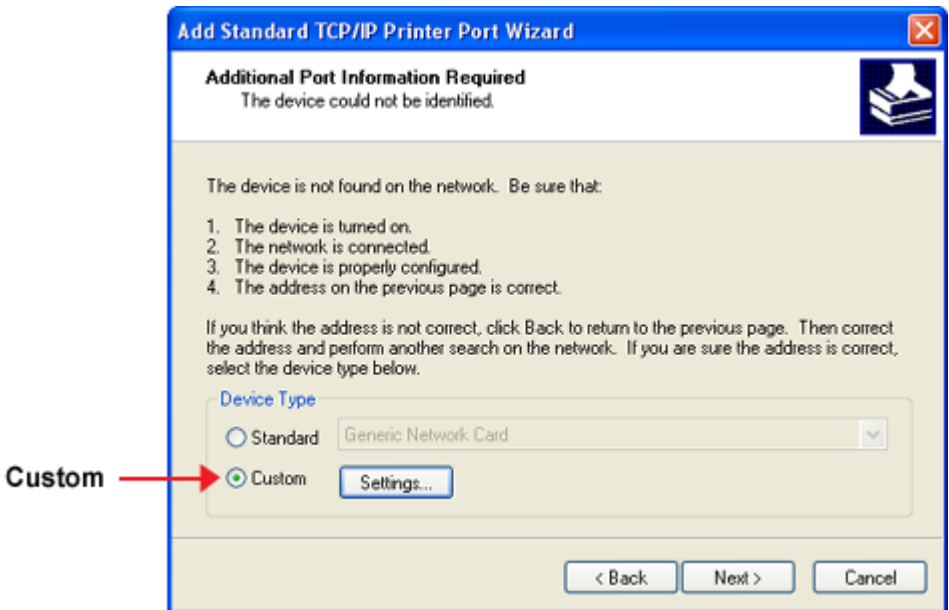 Add Standard TCP/IP Printer Port Wizard
Additional Port Information Required
The device could not be identified.
The device is not found on the network. Be sure that:
1. The device is turned on.
2. The network is connected.
3. The device is properly configured.
4. The address on the previous page is correct.
If you think the address is not correct, click Back to return to the previous page. Then correct
the address and perform another search on the network. If you are sure the address is correct,
select the device type below.
Device Type
Standard Generic Network Card
Custom Custom Settings...
< Back Next > Cancel